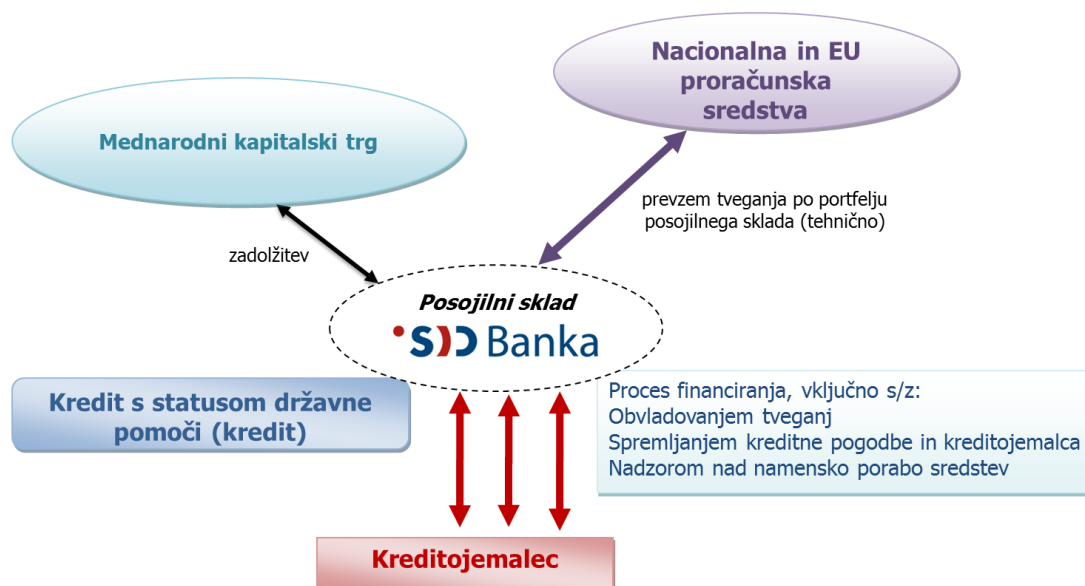 Nacionalna in EU
proračunska
sredstva
Mednarodni kapitalski trg
prevzem tveganja po portfelju
posojilnega sklada (tehnično)
zadolžitev
Posojilni sklad
SID Banka
Kredit s statusom državne
pomoči (kredit)
Proces financiranja, vključno s/z:
Obvladovanjem tveganj
Spremljanjem kreditne pogodbe in kreditojemalca
Nadzorom nad namensko porabo sredstev
Kreditojemalec